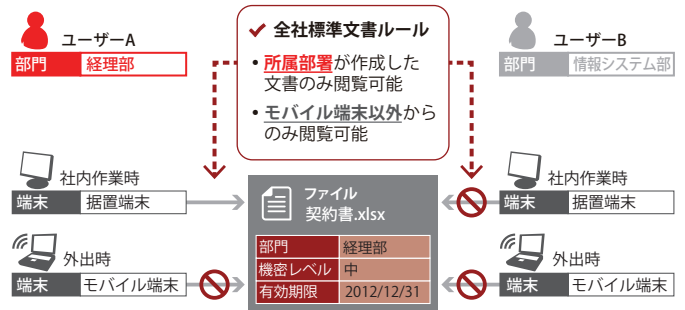 ユーザーA
部門 経理部
全社標準文書ルール
• 所属部署が作成した
文書のみ閲覧可能
• モバイル端末以外から
のみ閲覧可能
ユーザーB
部門 情報システム部
社内作業時
端末 据置端末
外出時
端末 モバイル端末
ファイル
契約書.xlsx
部門 経理部
機密レベル 中
有効期限 2012/12/31
社内作業時
端末 据置端末
外出時
端末 モバイル端末